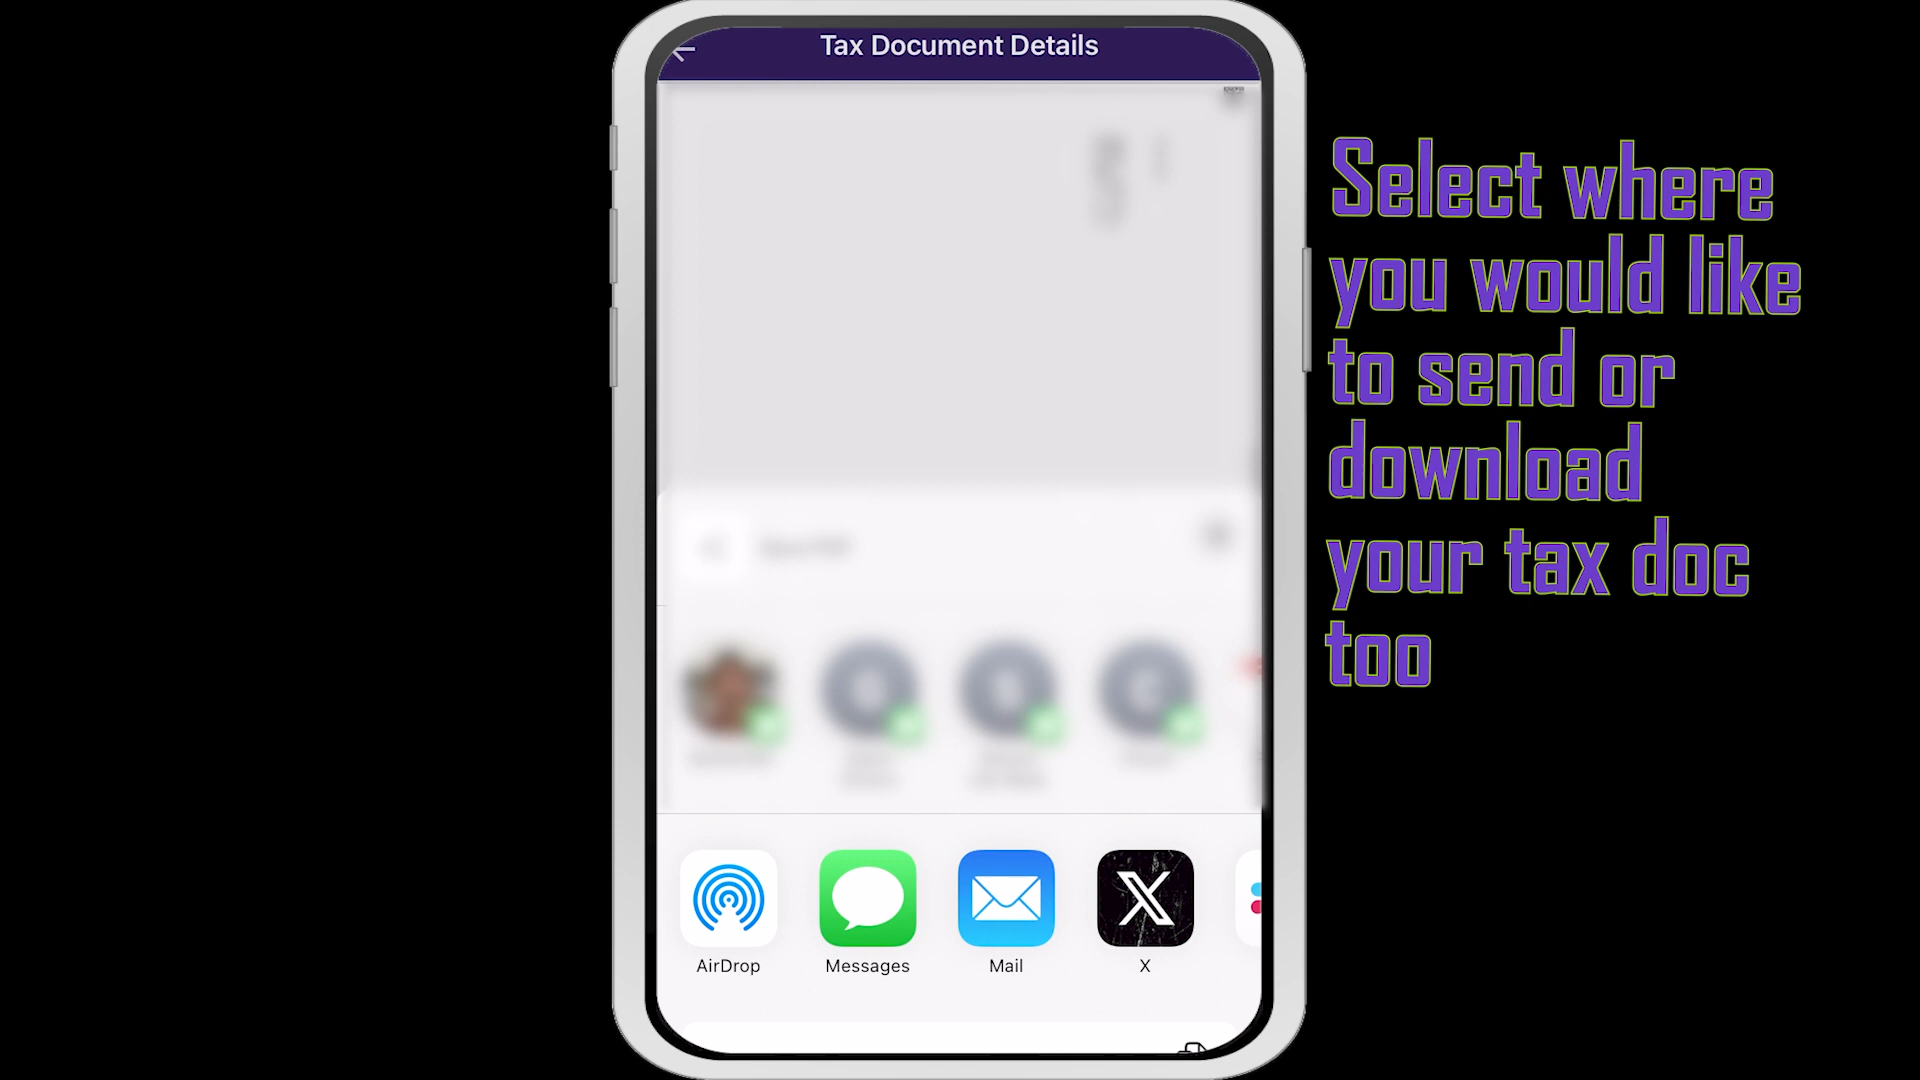 Tax Document Details
Select where
you would like
to send or
download
your tax doc
too
AirDrop
Messages
Mail
X